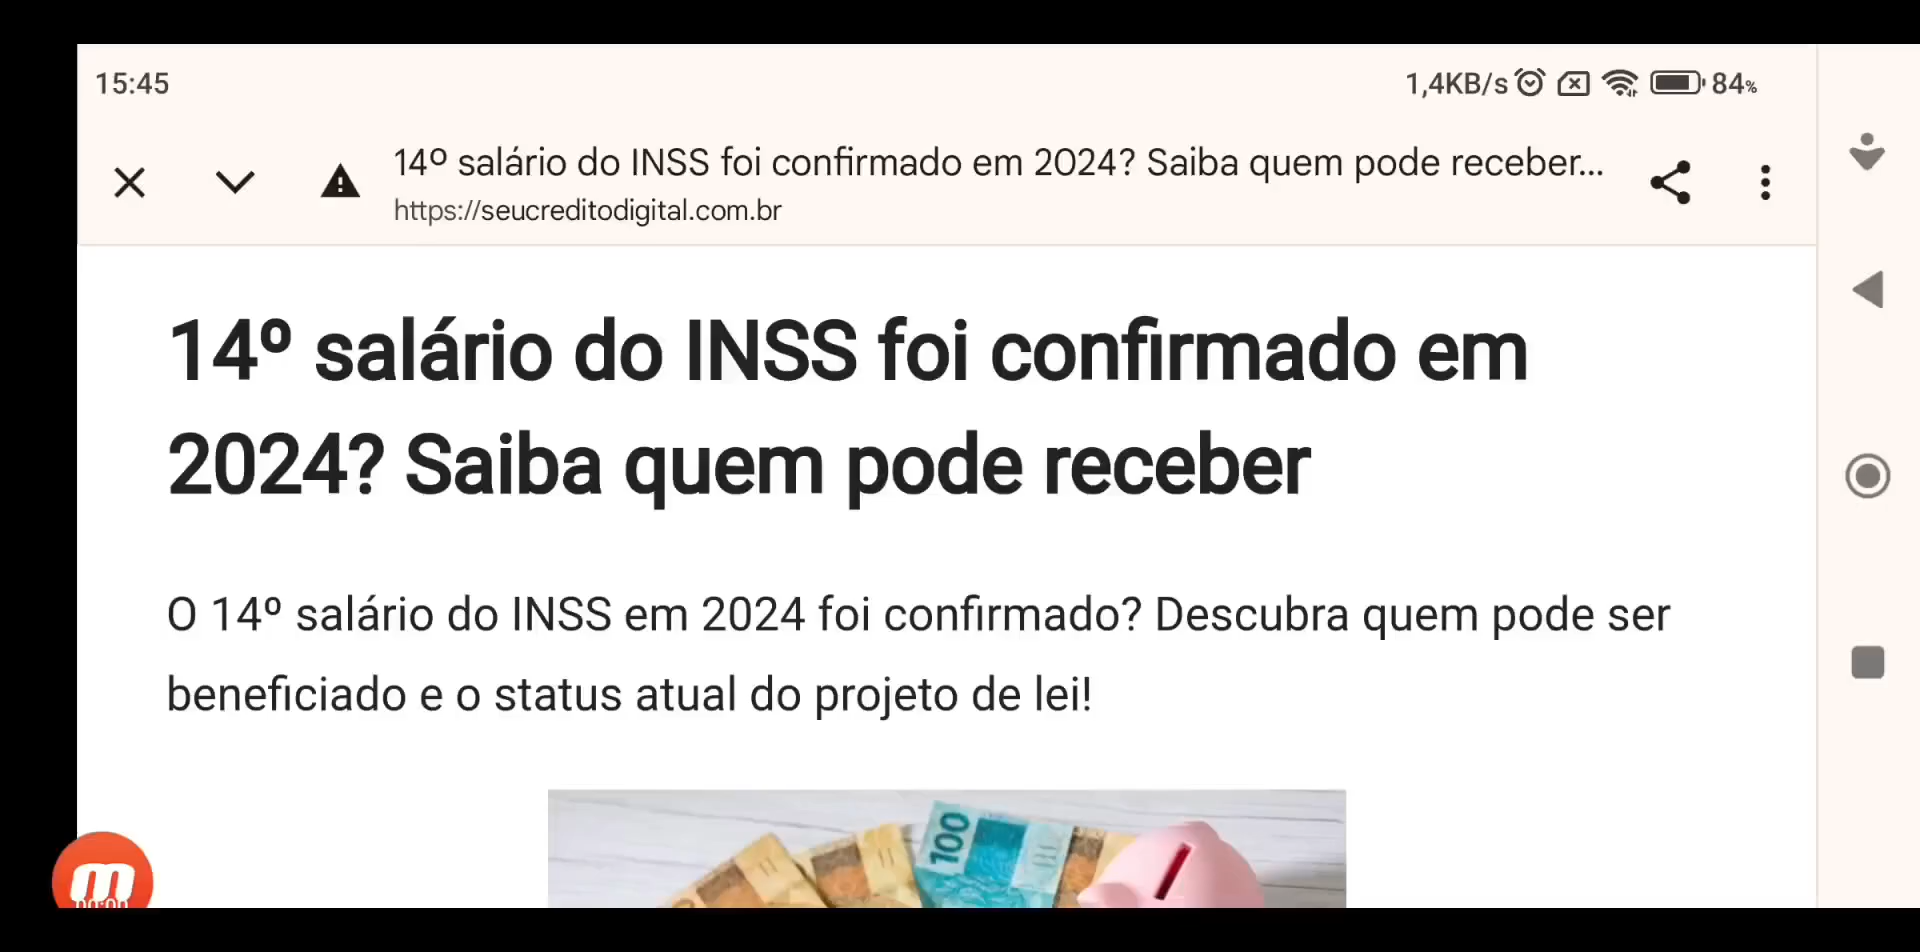 15:45
1,4KB/s 84%
14º salário do INSS foi confirmado em 2024? Saiba quem pode receber...
https://seucreditodigital.com.br
14º salário do INSS foi confirmado em
2024? Saiba quem pode receber
O 14º salário do INSS em 2024 foi confirmado? Descubra quem pode ser
beneficiado e o status atual do projeto de lei!
100
m